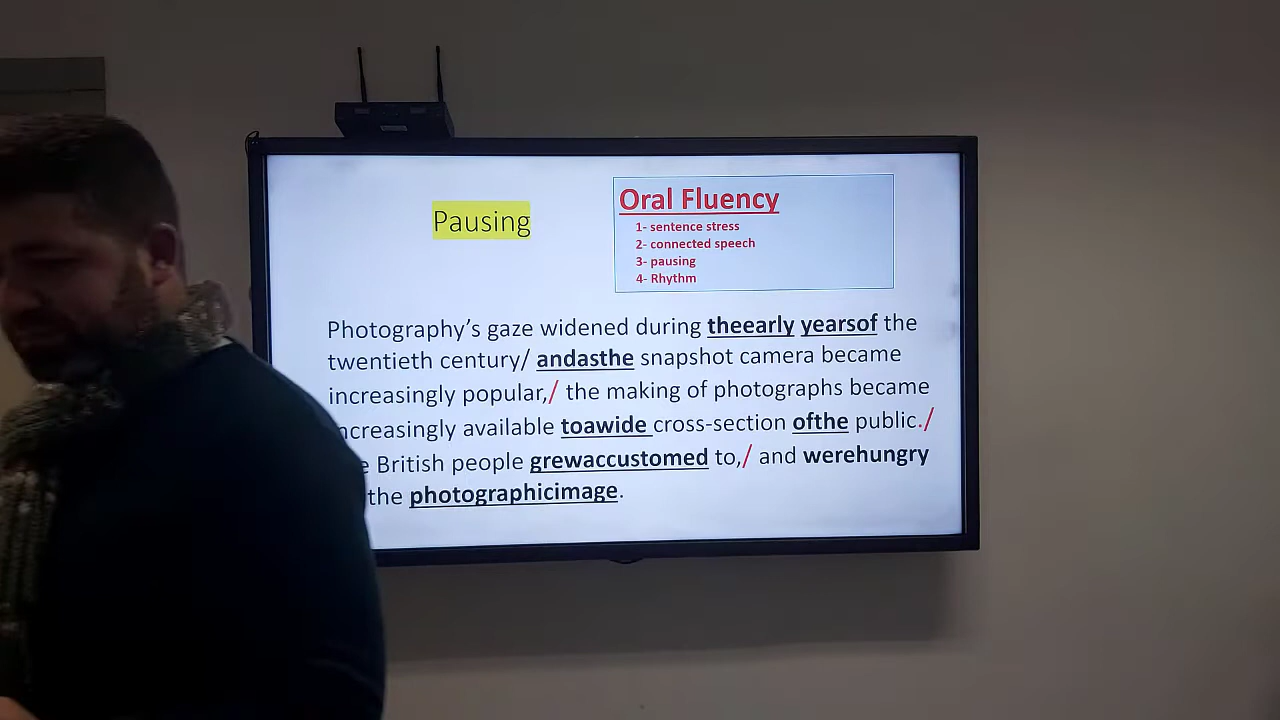 Pausing
Oral Fluency
1- sentence stress
2- connected speech
3- pausing
4- Rhythm
Photography's gaze widened during theearly yearsof the
twentieth century/ andasthe snapshot camera became
increasingly popular,/ the making of photographs became
increasingly available toawide cross-section ofthe public./
British people grewaccustomed to,/ and werehungry
the photographicimage.